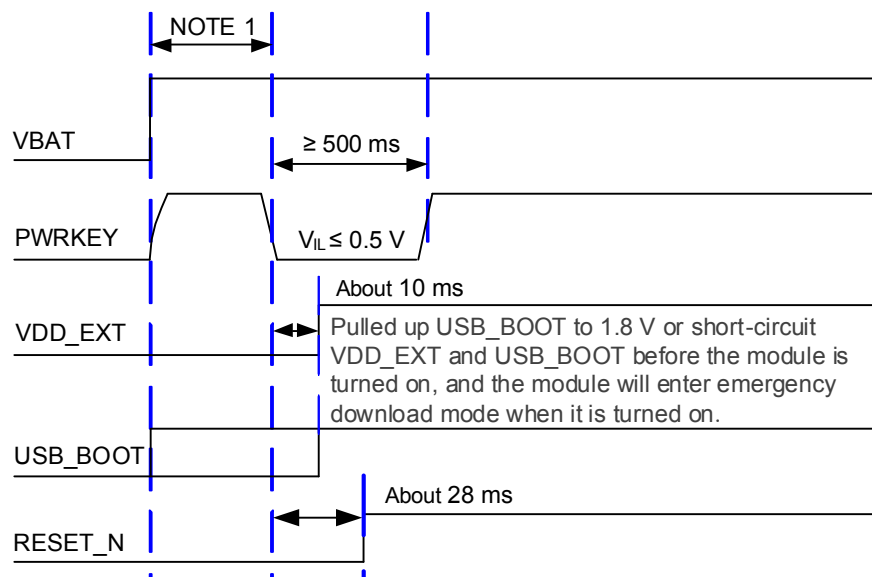 NOTE 1
VBAT
≥ 500 ms
PWRKEY
VIL ≤ 0.5 V
About 10 ms
VDD_EXT
Pulled up USB_BOOT to 1.8 V or short-circuit
VDD_EXT and USB_BOOT before the module is
turned on, and the module will enter emergency
download mode when it is turned on.
USB_BOOT
About 28 ms
RESET_N